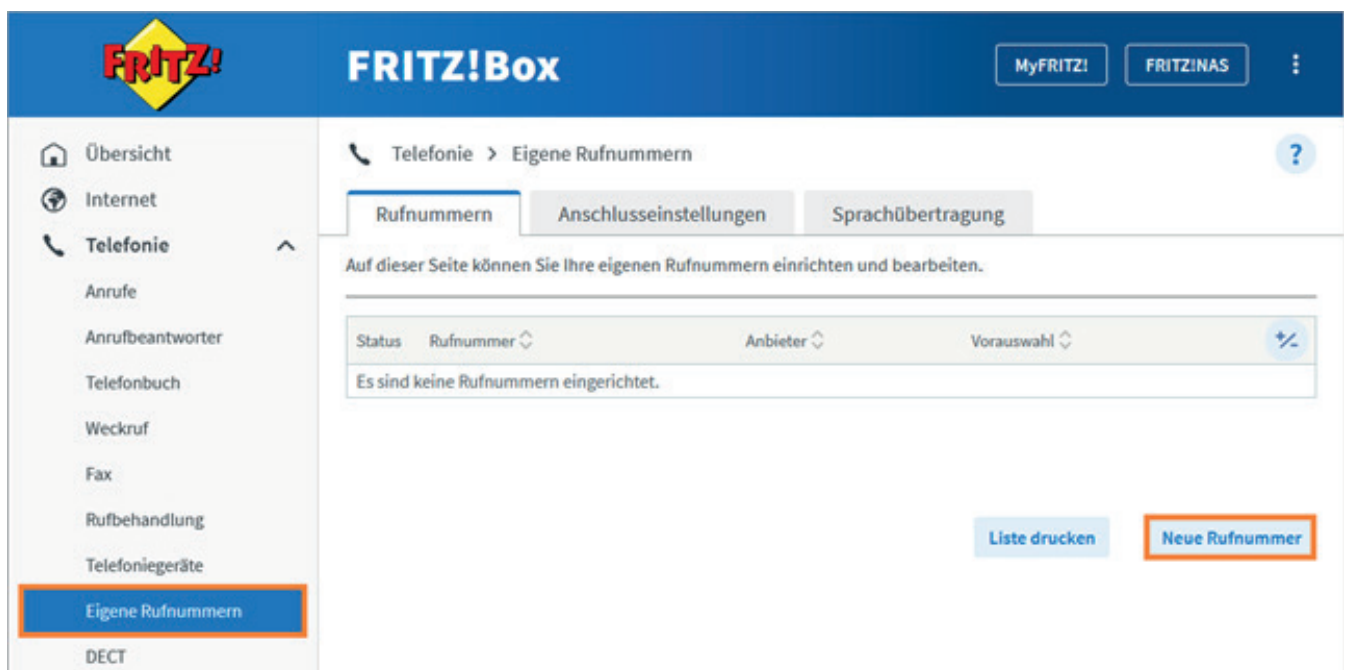 FRITZ!
FRITZ!Box
MyFRITZ!
FRITZ!NAS
Übersicht
Internet
Telefonie
Anrufe
Anrufbeantworter
Telefonbuch
Weckruf
Fax
Rufbehandlung
Telefoniegeräte
Eigene Rufnummern
DECT
Telefonie > Eigene Rufnummern
?
Rufnummern Anschlusseinstellungen Sprachübertragung
Auf dieser Seite können Sie Ihre eigenen Rufnummern einrichten und bearbeiten.
Status Rufnummer Anbieter Vorauswahl
Es sind keine Rufnummern eingerichtet.
Liste drucken Neue Rufnummer